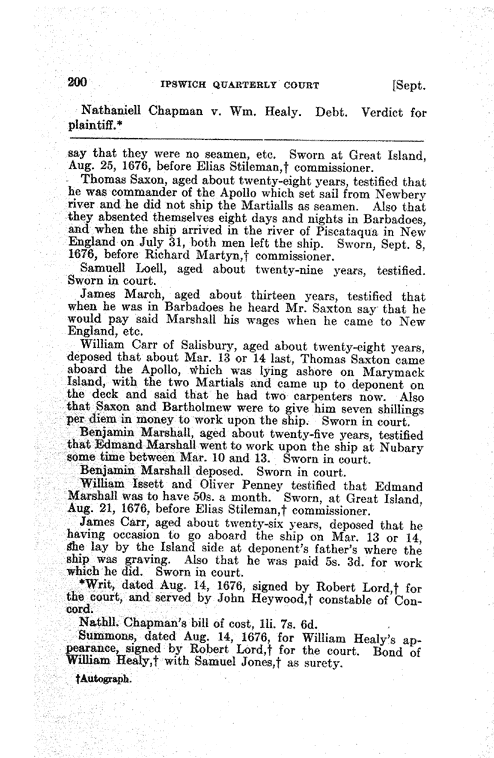 200 IPSWICH QUARTERLY COURT [Sept.
Nathaniell Chapman v. Wm. Healy. Debt. Verdict for
plaintiff.*
say that they were no seamen, etc. Sworn at Great Island,
Aug. 25, 1676, before Elias Stileman,† commissioner.
Thomas Saxon, aged about twenty-eight years, testified that
he was commander of the Apollo which set sail from Newbery
river and he did not ship the Martialls as seamen. Also that
they absented themselves eight days and nights in Barbadoes,
and when the ship arrived in the river of Piscataqua in New
England on July 31, both men left the ship. Sworn, Sept. 8,
1676, before Richard Martyn,† commissioner.
Samuell Loell, aged about twenty-nine years, testified.
Sworn in court.
James March, aged about thirteen years, testified that
when he was in Barbadoes he heard Mr. Saxton say that he
would pay said Marshall his wages when he came to New
England, etc.
William Carr of Salisbury, aged about twenty-eight years,
deposed that about Mar. 13 or 14 last, Thomas Saxton came
aboard the Apollo, which was lying ashore on Marymack
Island, with the two Martials and came up to deponent on
the deck and said that he had two carpenters now. Also
that Saxon and Bartholmew were to give him seven shillings
per diem in money to work upon the ship. Sworn in court.
Benjamin Marshall, aged about twenty-five years, testified
that Edmand Marshall went to work upon the ship at Nubary
some time between Mar. 10 and 13. Sworn in court.
Benjamin Marshall deposed. Sworn in court.
William Issett and Oliver Penney testified that Edmand
Marshall was to have 50s. a month. Sworn, at Great Island,
Aug. 21, 1676, before Elias Stileman,† commissioner.
James Carr, aged about twenty-six years, deposed that he
having occasion to go aboard the ship on Mar. 13 or 14,
she lay by the Island side at deponent's father's where the
ship was graving. Also that he was paid 5s. 3d. for work
which he did. Sworn in court.
*Writ, dated Aug. 14, 1676, signed by Robert Lord,† for
the court, and served by John Heywood,† constable of Con-
cord.
Nathll. Chapman's bill of cost, 1li. 7s. 6d.
Summons, dated Aug. 14, 1676, for William Healy's ap-
pearance, signed by Robert Lord,† for the court. Bond of
William Healy,† with Samuel Jones,† as surety.
†Autograph.